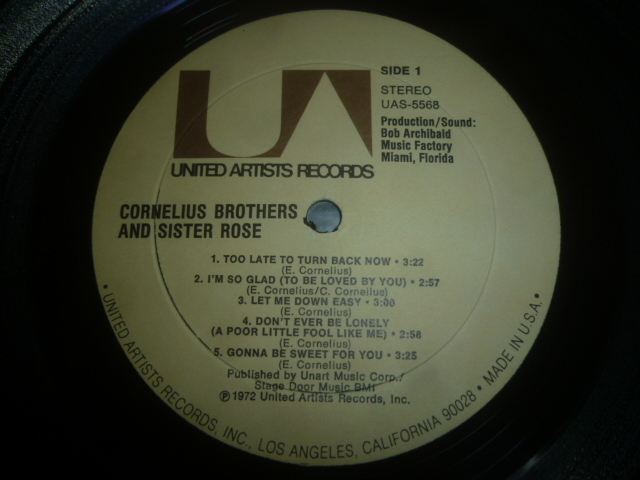 UA
SIDE 1
STEREO
UAS-5568
Production/Sound:
Bob Archibald
Music Factory
Miami, Florida
UNITED ARTISTS RECORDS
CORNELIUS BROTHERS
AND SISTER ROSE
1. TOO LATE TO TURN BACK NOW • 3:22
(E. Cornelius)
2. I'M SO GLAD (TO BE LOVED BY YOU) • 2:57
(E. Cornelius/C. Cornelius)
3. LET ME DOWN EASY • 3:00
(E. Cornelius)
4. DON'T EVER BE LONELY
(A POOR LITTLE FOOL LIKE ME) • 2:58
(E. Cornelius)
5. GONNA BE SWEET FOR YOU • 3:25
(E. Cornelius)
Published by Unart Music Corp./
Stage Door Music BMI
℗ 1972 United Artists Records, Inc.
• UNITED ARTISTS RECORDS, INC., LOS ANGELES, CALIFORNIA 90028 • MADE IN U.S.A. •